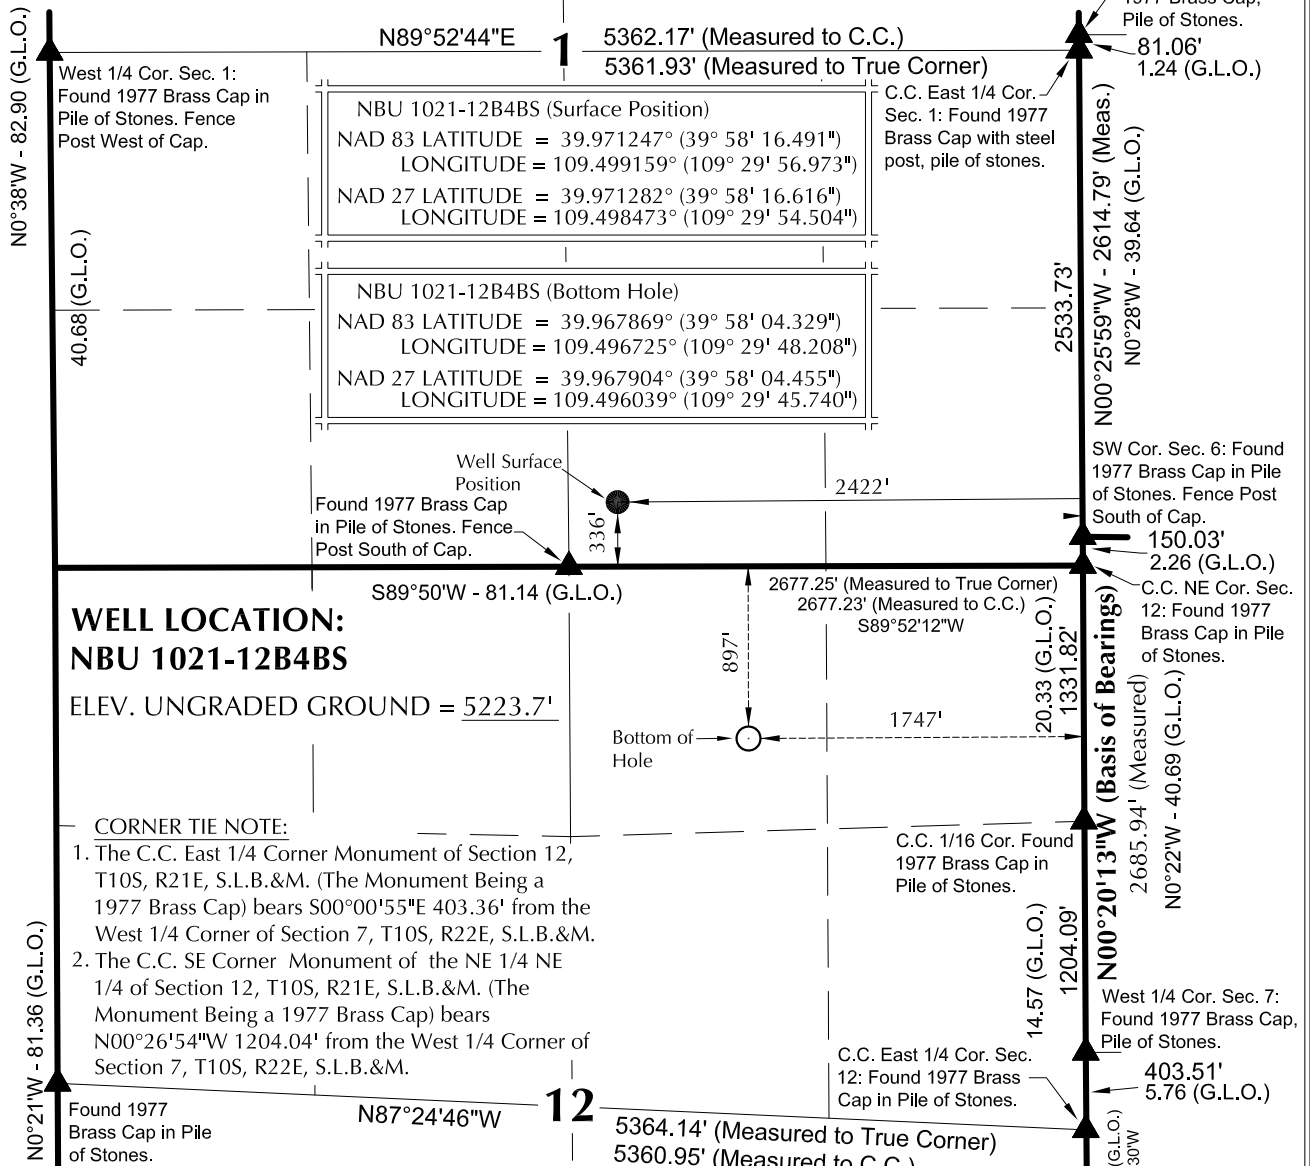 1977 Brass Cap,
Pile of Stones.
81.06'
1.24 (G.L.O.)
N0°38'W - 82.90 (G.L.O.)
N89°52'44"E
1
5362.17' (Measured to C.C.)
5361.93' (Measured to True Corner)
West 1/4 Cor. Sec. 1:
Found 1977 Brass Cap in
Pile of Stones. Fence
Post West of Cap.
C.C. East 1/4 Cor.
Sec. 1: Found 1977
Brass Cap with steel
post, pile of stones.
NBU 1021-12B4BS (Surface Position)
NAD 83 LATITUDE = 39.971247° (39° 58' 16.491")
LONGITUDE = 109.499159° (109° 29' 56.973")
NAD 27 LATITUDE = 39.971282° (39° 58' 16.616")
LONGITUDE = 109.498473° (109° 29' 54.504")
NBU 1021-12B4BS (Bottom Hole)
NAD 83 LATITUDE = 39.967869° (39° 58' 04.329")
LONGITUDE = 109.496725° (109° 29' 48.208")
NAD 27 LATITUDE = 39.967904° (39° 58' 04.455")
LONGITUDE = 109.496039° (109° 29' 45.740")
40.68 (G.L.O.)
2533.73'
N00°25'59"W - 2614.79' (Meas.)
N0°28'W - 39.64 (G.L.O.)
Well Surface
Position
2422'
336'
Found 1977 Brass Cap
in Pile of Stones. Fence
Post South of Cap.
SW Cor. Sec. 6: Found
1977 Brass Cap in Pile
of Stones. Fence Post
South of Cap.
150.03'
2.26 (G.L.O.)
C.C. NE Cor. Sec.
12: Found 1977
Brass Cap in Pile
of Stones.
S89°50'W - 81.14 (G.L.O.)
2677.25' (Measured to True Corner)
2677.23' (Measured to C.C.)
S89°52'12"W
WELL LOCATION:
NBU 1021-12B4BS
ELEV. UNGRADED GROUND = 5223.7'
897'
1747'
Bottom of
Hole
20.33 (G.L.O.)
1331.82'
N00°20'13"W (Basis of Bearings)
2685.94' (Measured)
N0°22'W - 40.69 (G.L.O.)
CORNER TIE NOTE:
1. The C.C. East 1/4 Corner Monument of Section 12,
T10S, R21E, S.L.B.&M. (The Monument Being a
1977 Brass Cap) bears S00°00'55"E 403.36' from the
West 1/4 Corner of Section 7, T10S, R22E, S.L.B.&M.
2. The C.C. SE Corner Monument of the NE 1/4 NE
1/4 of Section 12, T10S, R21E, S.L.B.&M. (The
Monument Being a 1977 Brass Cap) bears
N00°26'54"W 1204.04' from the West 1/4 Corner of
Section 7, T10S, R22E, S.L.B.&M.
C.C. 1/16 Cor. Found
1977 Brass Cap in
Pile of Stones.
14.57 (G.L.O.)
1204.09'
West 1/4 Cor. Sec. 7:
Found 1977 Brass Cap,
Pile of Stones.
403.51'
5.76 (G.L.O.)
C.C. East 1/4 Cor. Sec.
12: Found 1977 Brass
Cap in Pile of Stones.
N0°21'W - 81.36 (G.L.O.)
Found 1977
Brass Cap in Pile
of Stones.
N87°24'46"W
12
5364.14' (Measured to True Corner)
5360.95' (Measured to C.C.)
(G.L.O.)
30'W